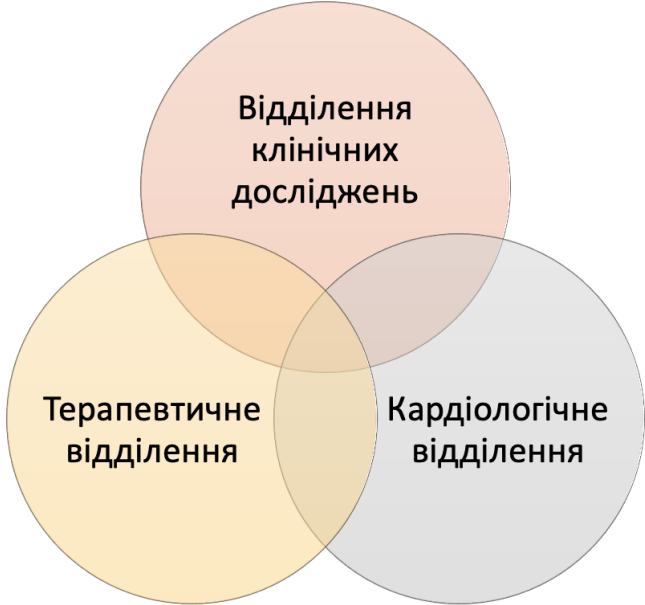 Відділення
клінічних
досліджень
Терапевтичне
відділення
Кардіологічне
відділення